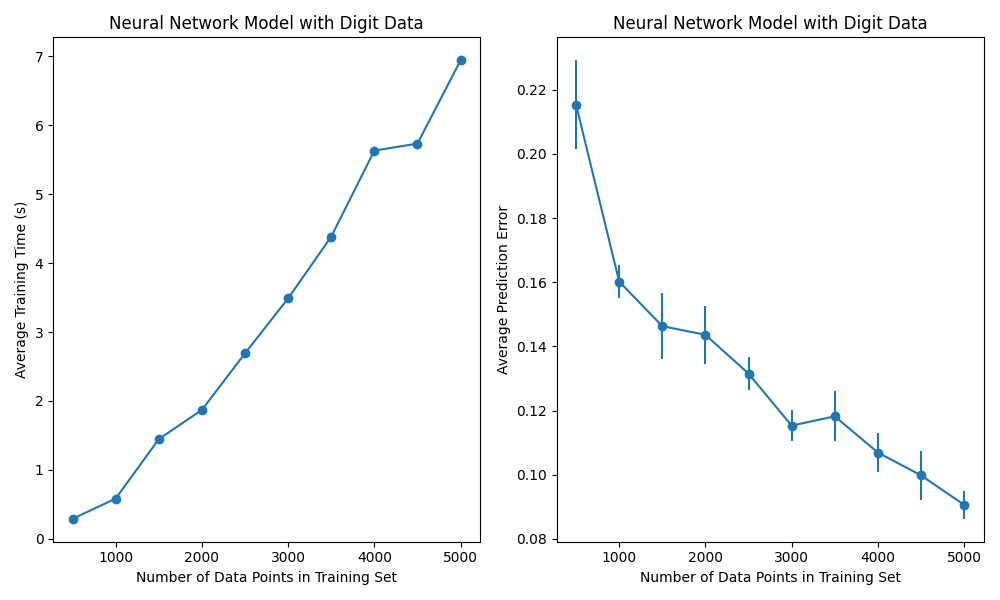 Neural Network Model with Digit Data
7
6
5
4
3
2
1
0
Average Training Time (s)
1000 2000 3000 4000 5000
Number of Data Points in Training Set
Neural Network Model with Digit Data
0.22
0.20
0.18
0.16
0.14
0.12
0.10
0.08
Average Prediction Error
1000 2000 3000 4000 5000
Number of Data Points in Training Set